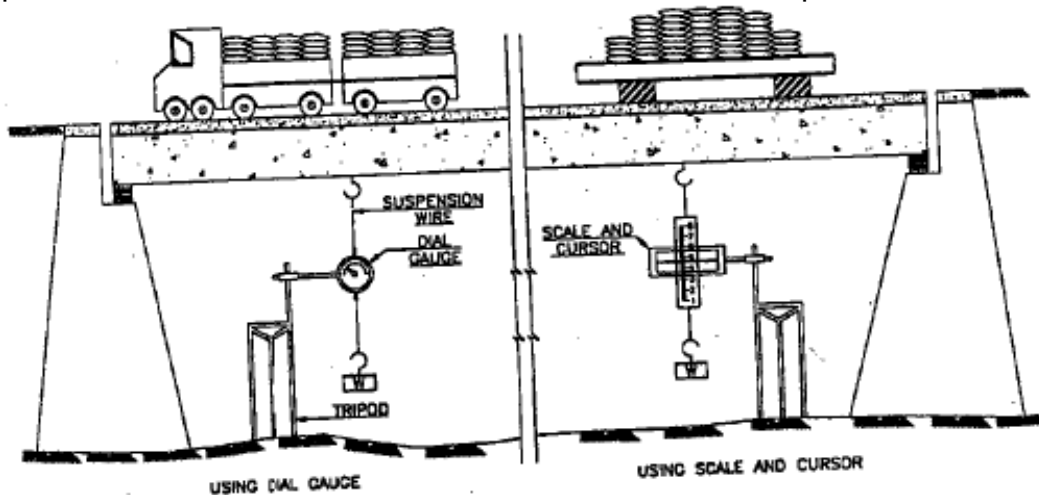 SUSPENSION
WIRE
DIAL
GAUGE
SCALE AND
CURSOR
W
W
TRIPOD
USING DIAL GAUGE
USING SCALE AND CURSOR